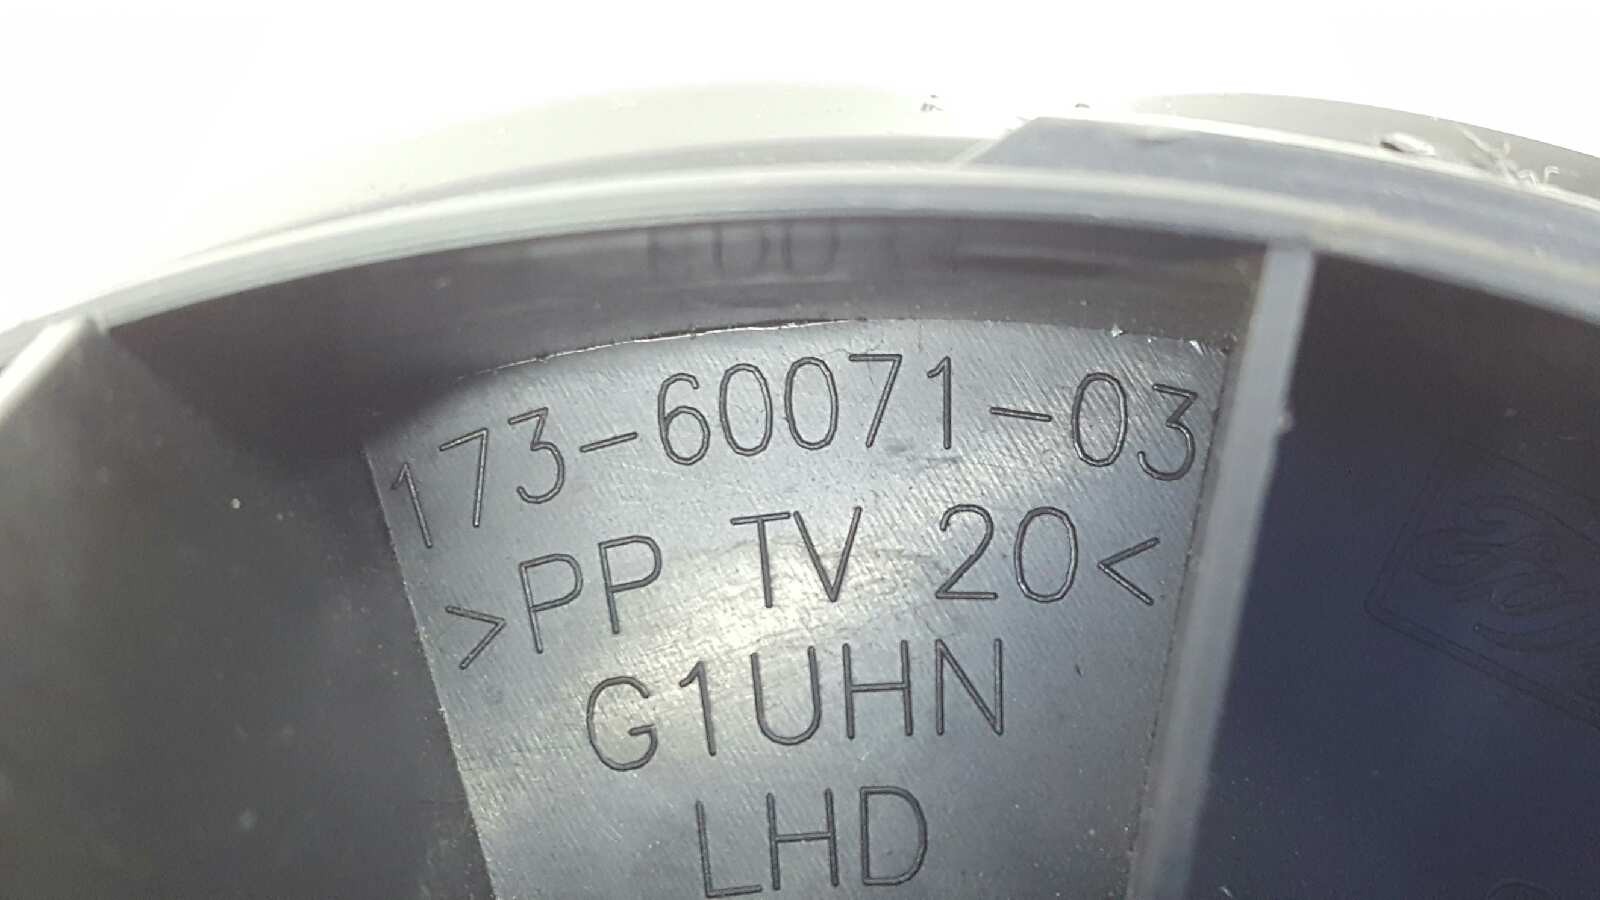 173-60071-03
>PP TV 20<
G1UHN
LHD